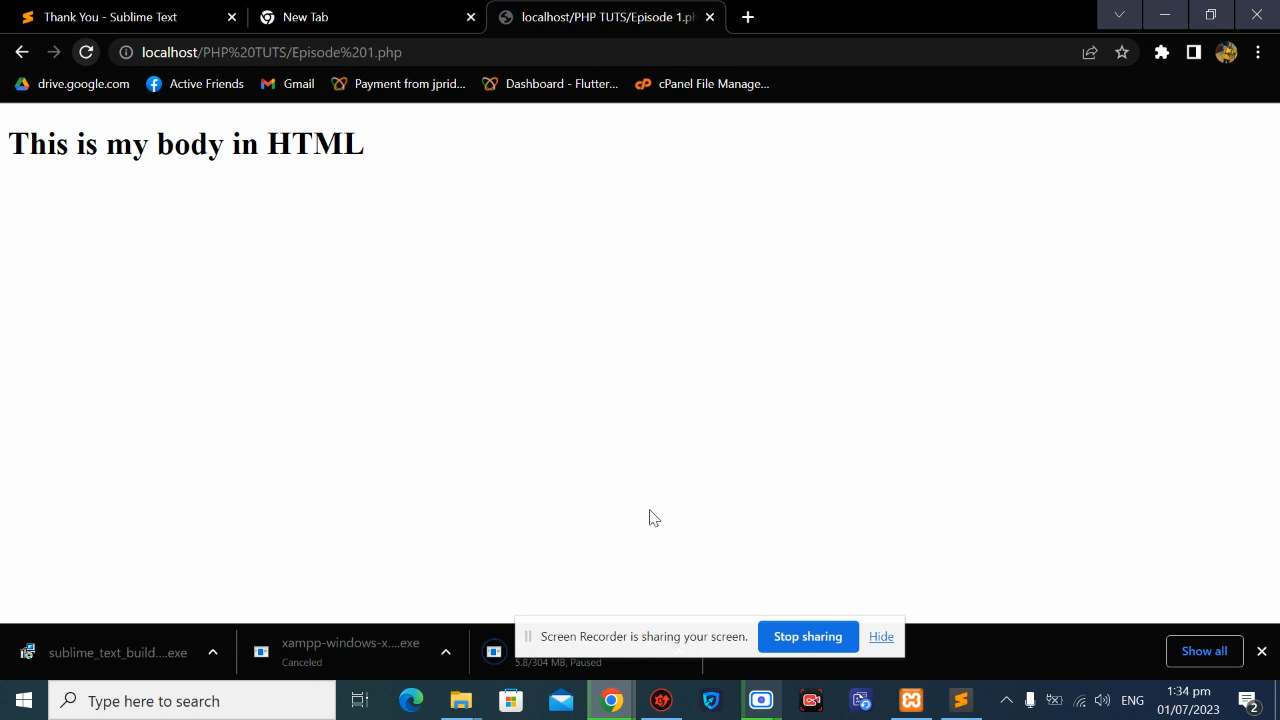 Thank You - Sublime Text
New Tab
localhost/PHP TUTS/Episode 1.ph
localhost/PHP%20TUTS/Episode%201.php
drive.google.com
Active Friends
Gmail
Payment from jprid...
Dashboard - Flutter...
cPanel File Manage...
This is my body in HTML
sublime_text_build....exe
xampp-windows-x....exe
Canceled
5.8/304 MB, Paused
Screen Recorder is sharing your screen.
Stop sharing
Hide
Show all
Type here to search
ENG
1:34 pm
01/07/2023
2